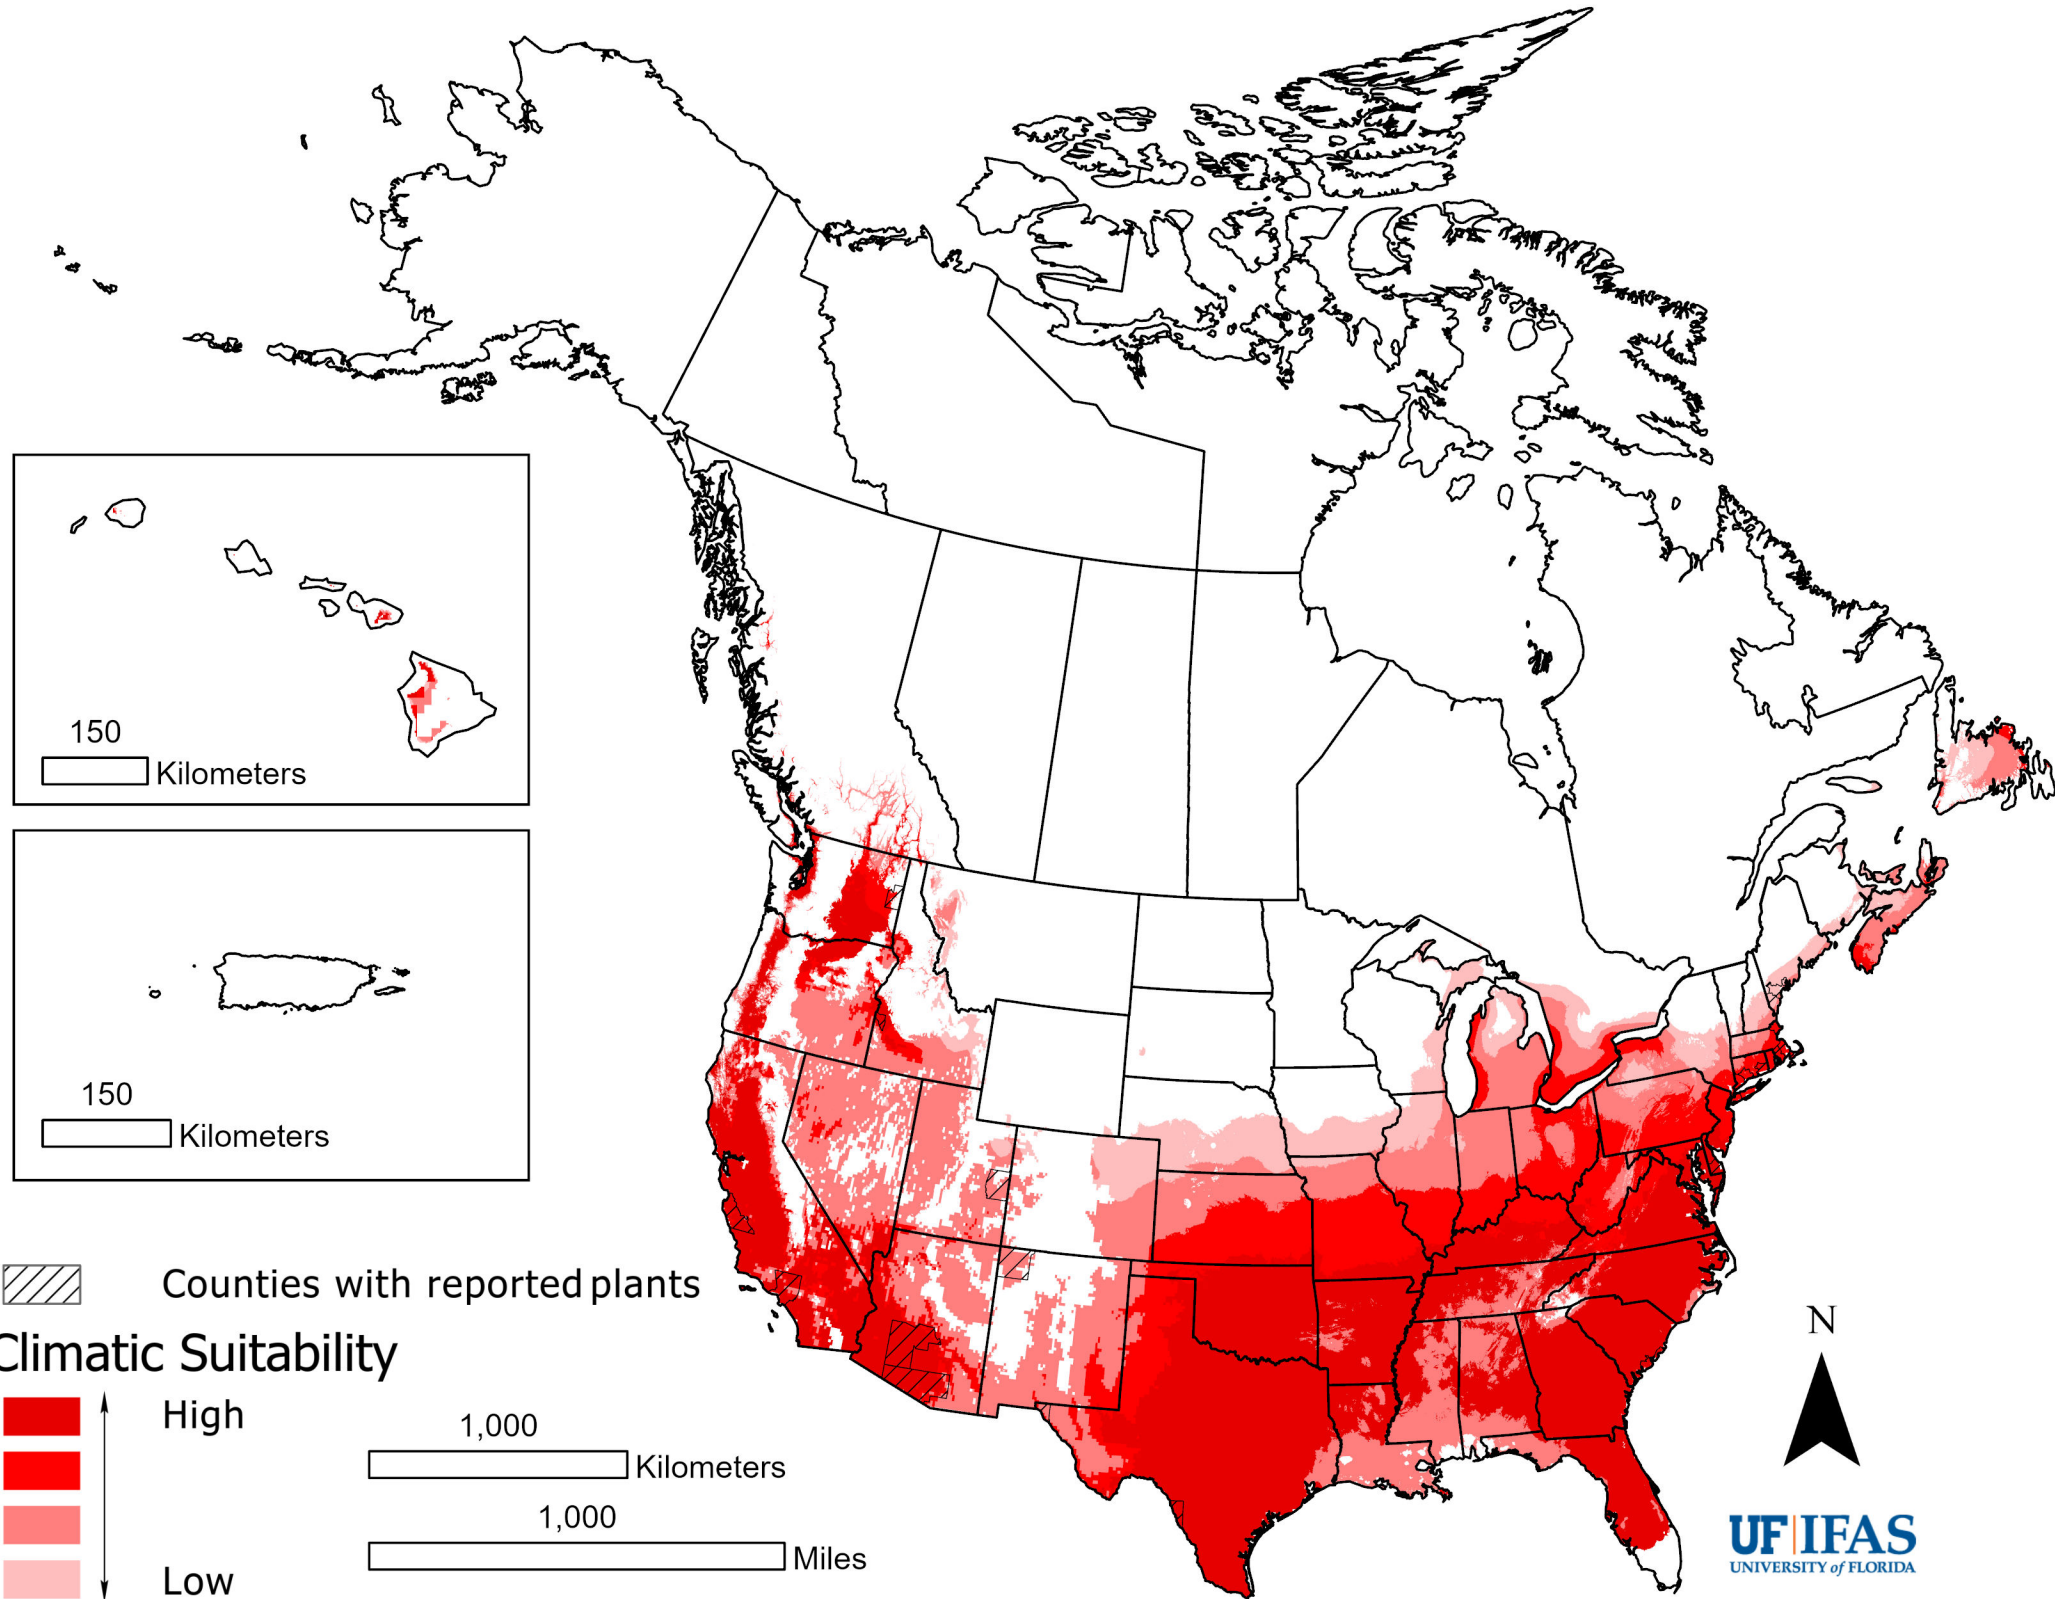 150
Kilometers
150
Kilometers
Counties with reported plants
Climatic Suitability
High
Low
1,000
Kilometers
1,000
Miles
N
UF|IFAS
UNIVERSITY of FLORIDA